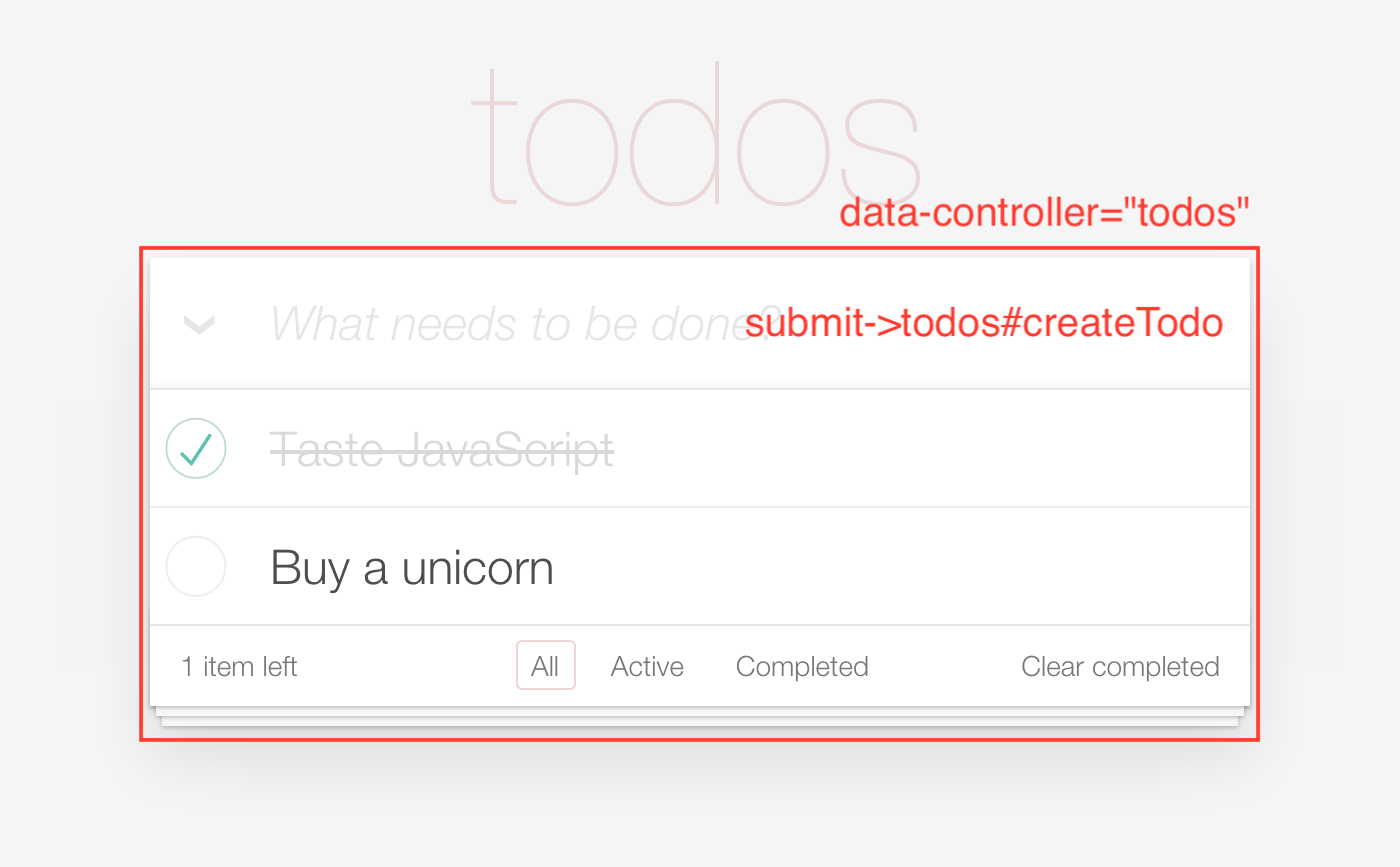 todos
data-controller="todos"
What needs to be done?
submit->todos#createTodo
Taste JavaScript
Buy a unicorn
1 item left
All
Active
Completed
Clear completed